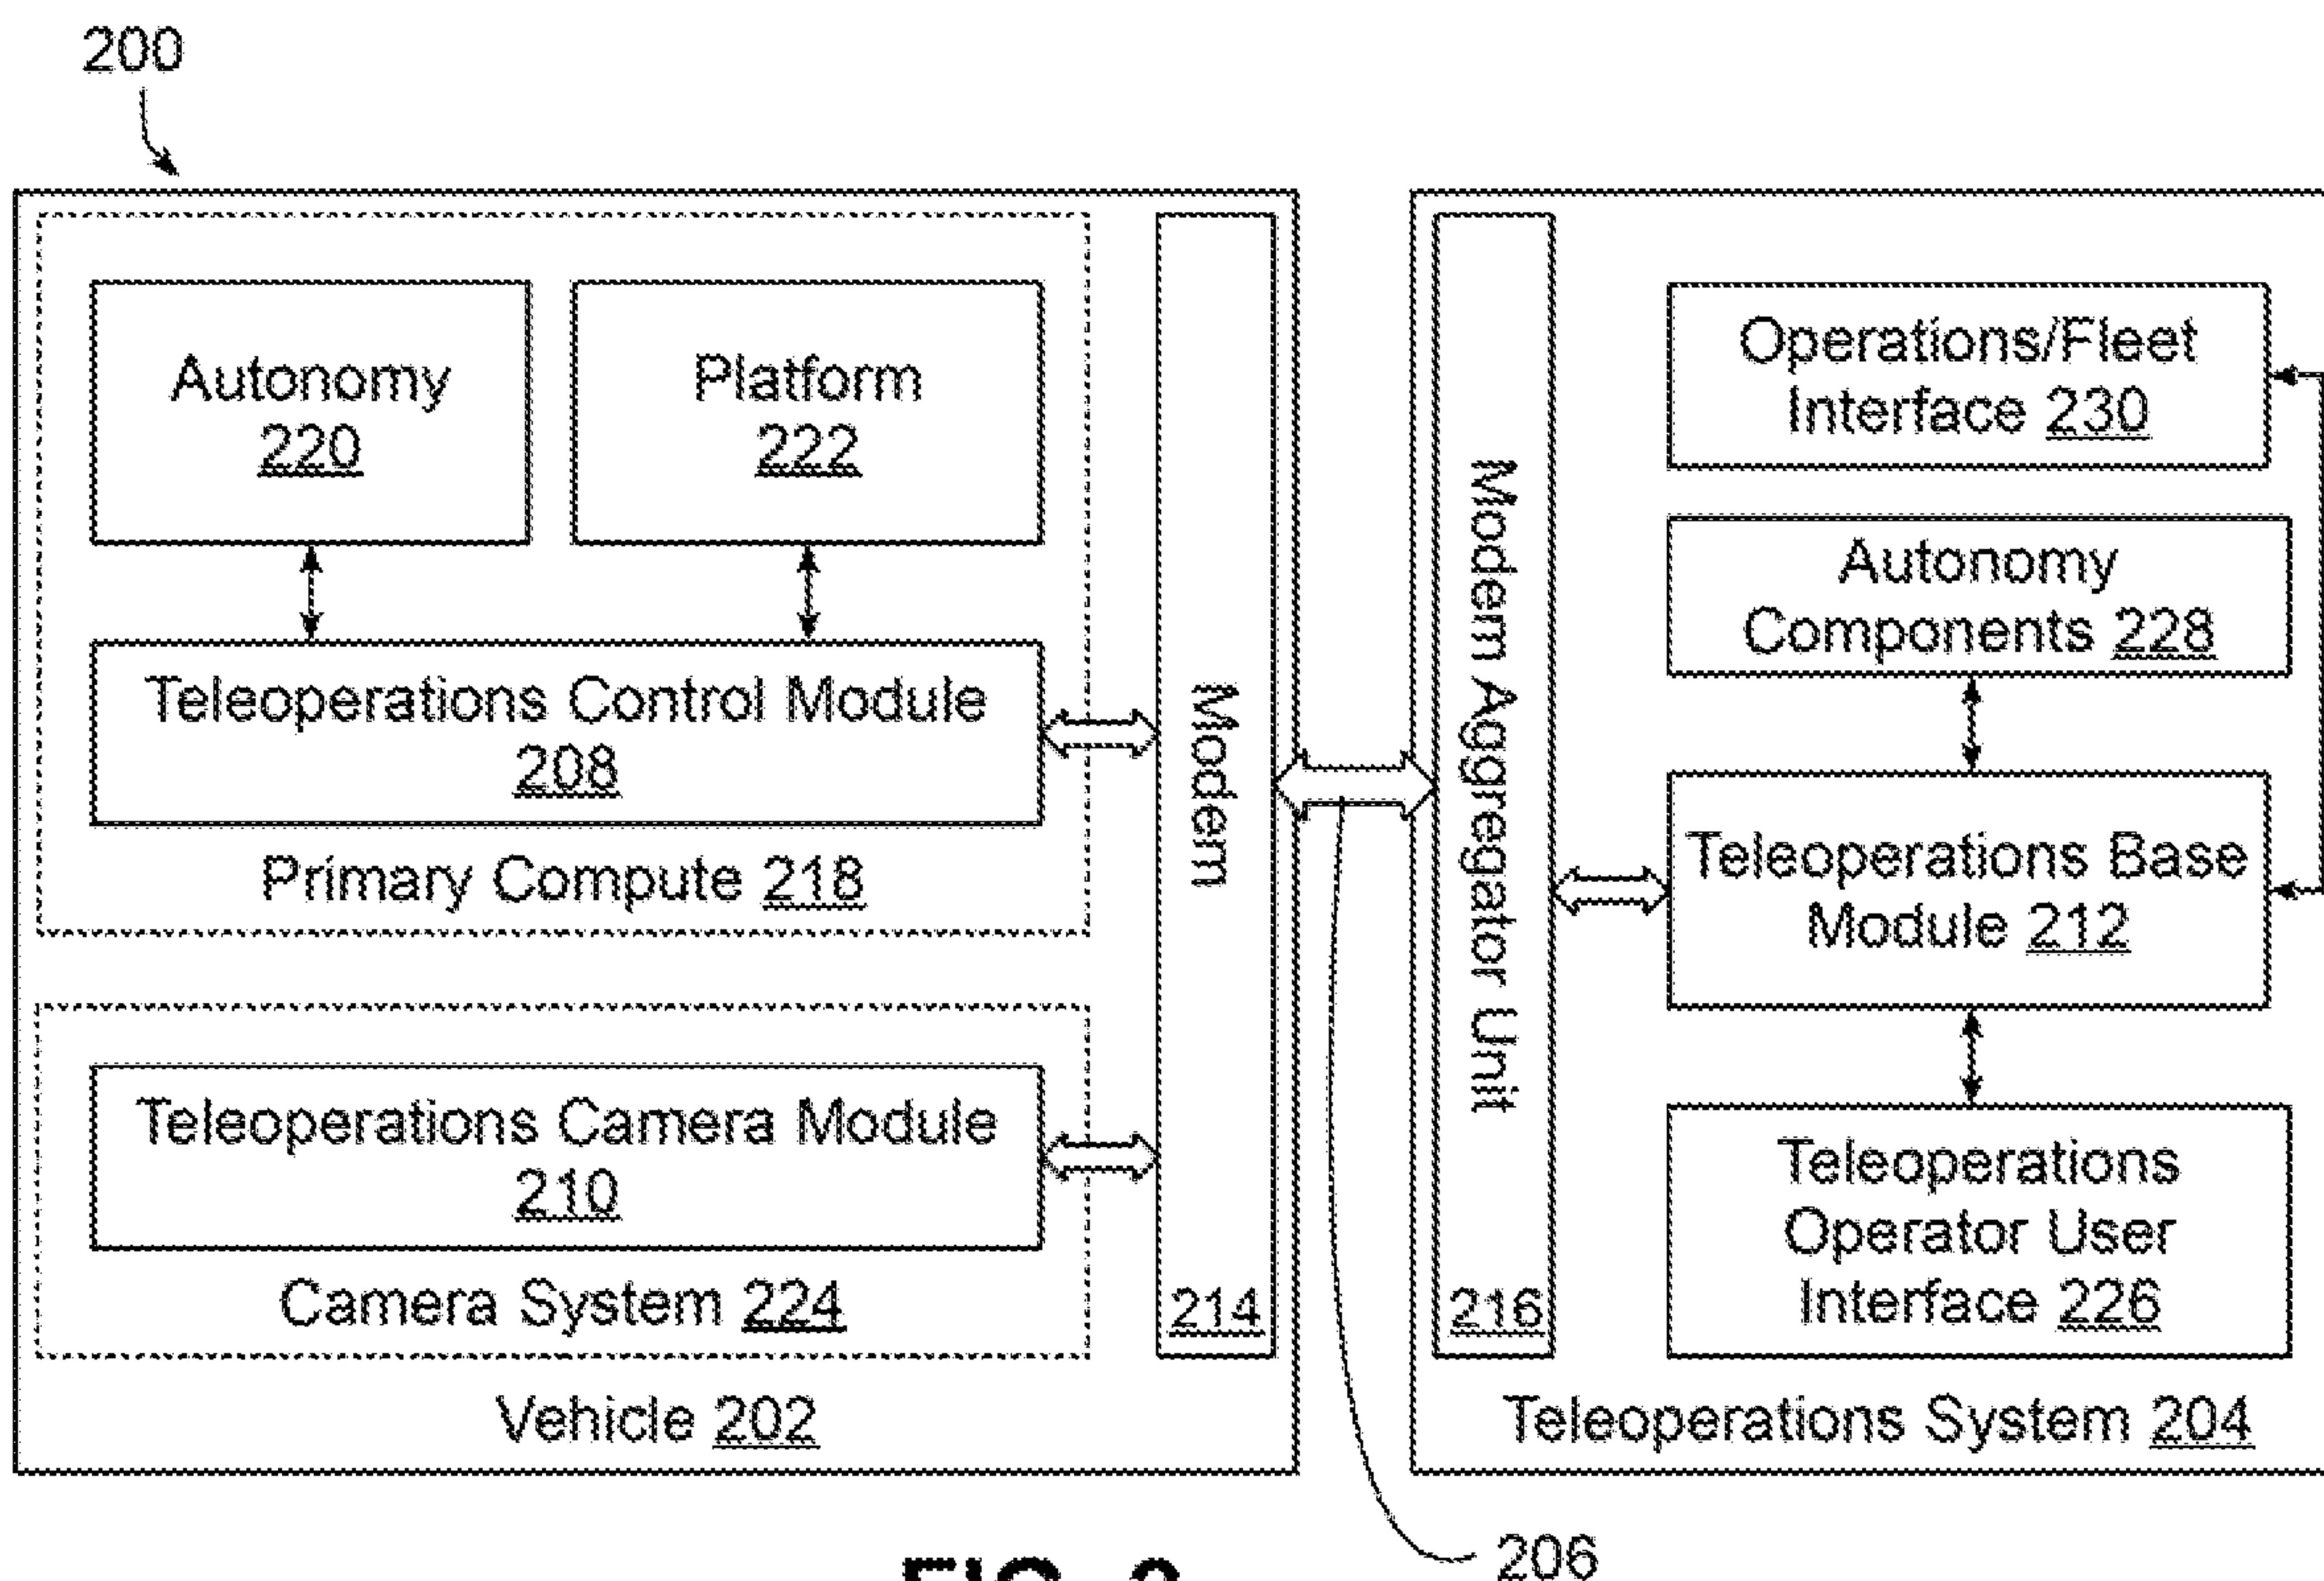 200
Autonomy
220
Platform
222
Teleoperations Control Module
208
Primary Compute 218
Teleoperations Camera Module
210
Camera System 224
Modem
214
Vehicle 202
Modem Aggregator Unit
216
Operations/Fleet
Interface 230
Autonomy
Components 228
Teleoperations Base
Module 212
Teleoperations
Operator User
Interface 226
Teleoperations System 204
206